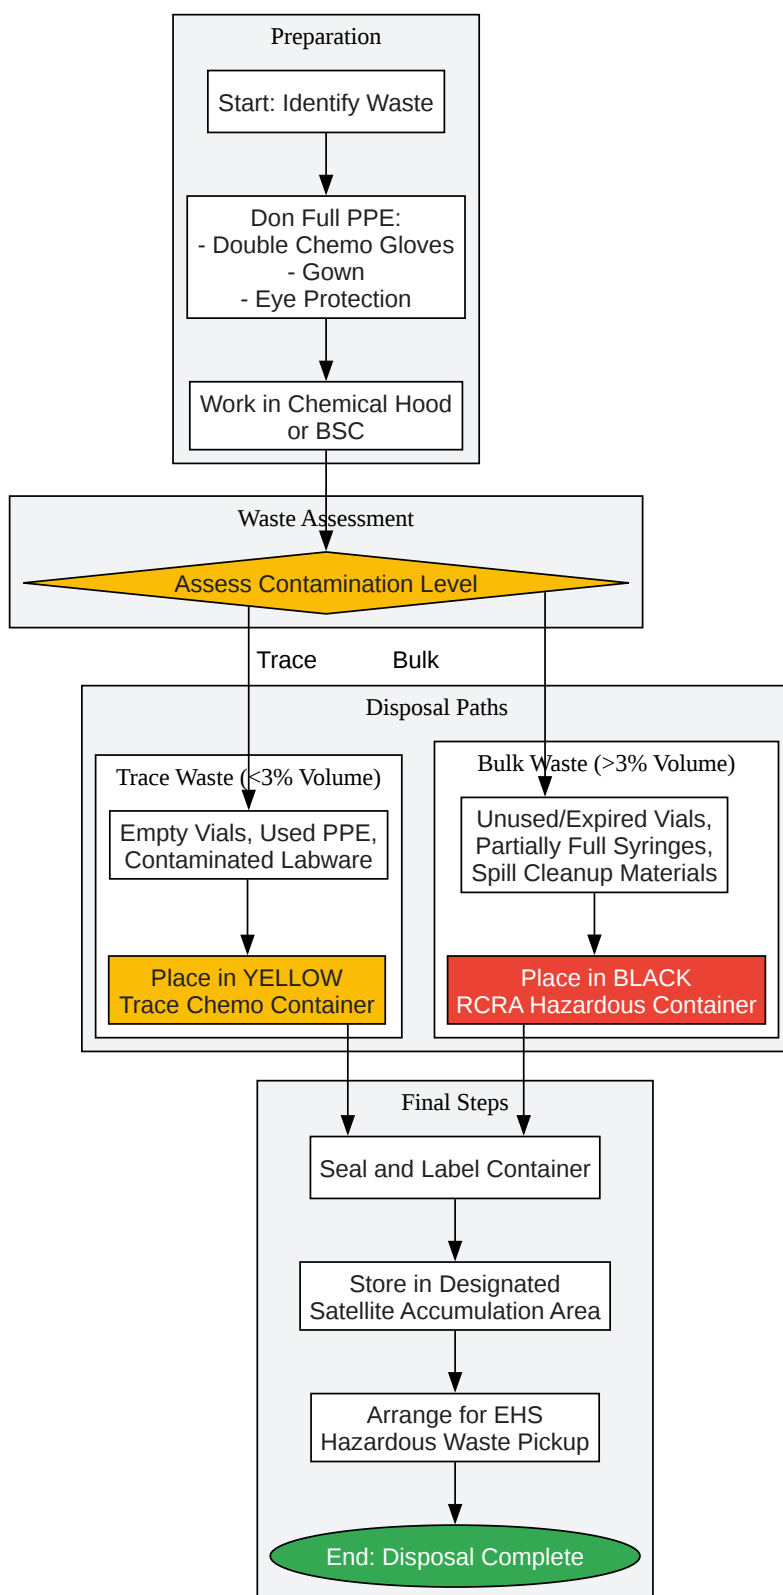 Preparation
Start: Identify Waste
Don Full PPE:
- Double Chemo Gloves
- Gown
- Eye Protection
Work in Chemical Hood
or BSC
Waste Assessment
Assess Contamination Level
Trace
Bulk
Disposal Paths
Trace Waste (<3% Volume)
Empty Vials, Used PPE,
Contaminated Labware
Place in YELLOW
Trace Chemo Container
Bulk Waste (>3% Volume)
Unused/Expired Vials,
Partially Full Syringes,
Spill Cleanup Materials
Place in BLACK
RCRA Hazardous Container
Final Steps
Seal and Label Container
Store in Designated
Satellite Accumulation Area
Arrange for EHS
Hazardous Waste Pickup
End: Disposal Complete